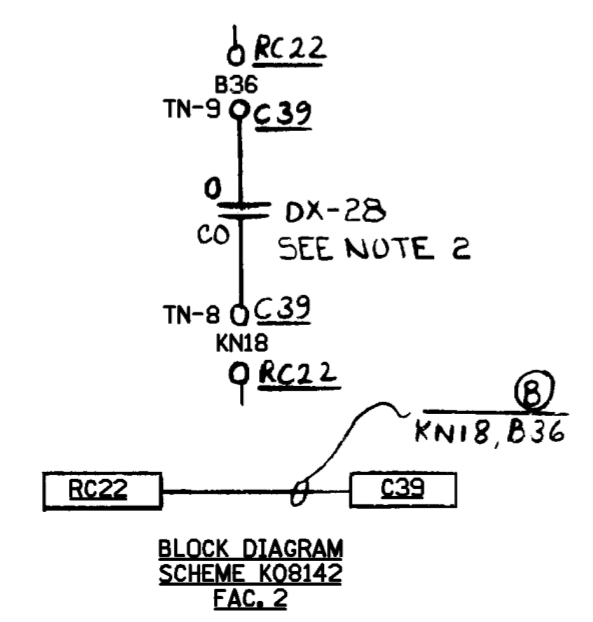 RC22
B36
TN-9 C39
O
DX-28
CO
SEE NOTE 2
TN-8 C39
KN18
RC22
B
KN18, B36
RC22
C39
BLOCK DIAGRAM
SCHEME K08142
FAC. 2